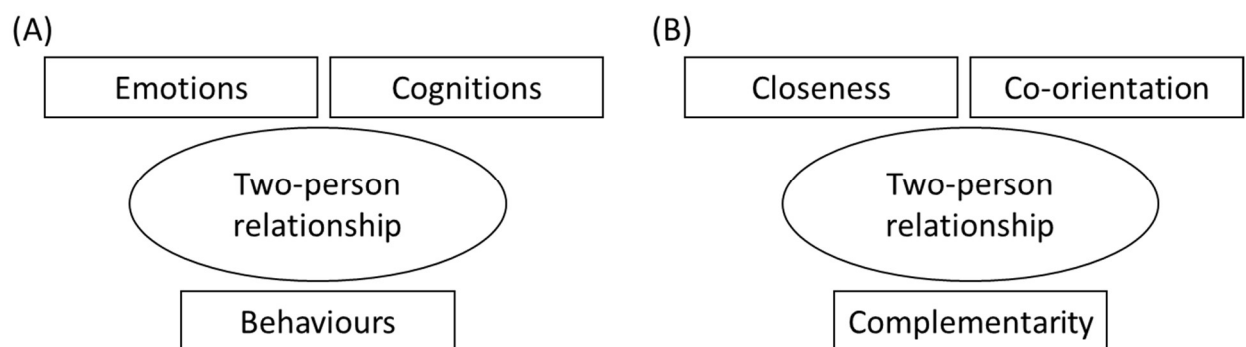 (A)
Emotions
Cognitions
Two-person
relationship
Behaviours
(B)
Closeness
Co-orientation
Two-person
relationship
Complementarity